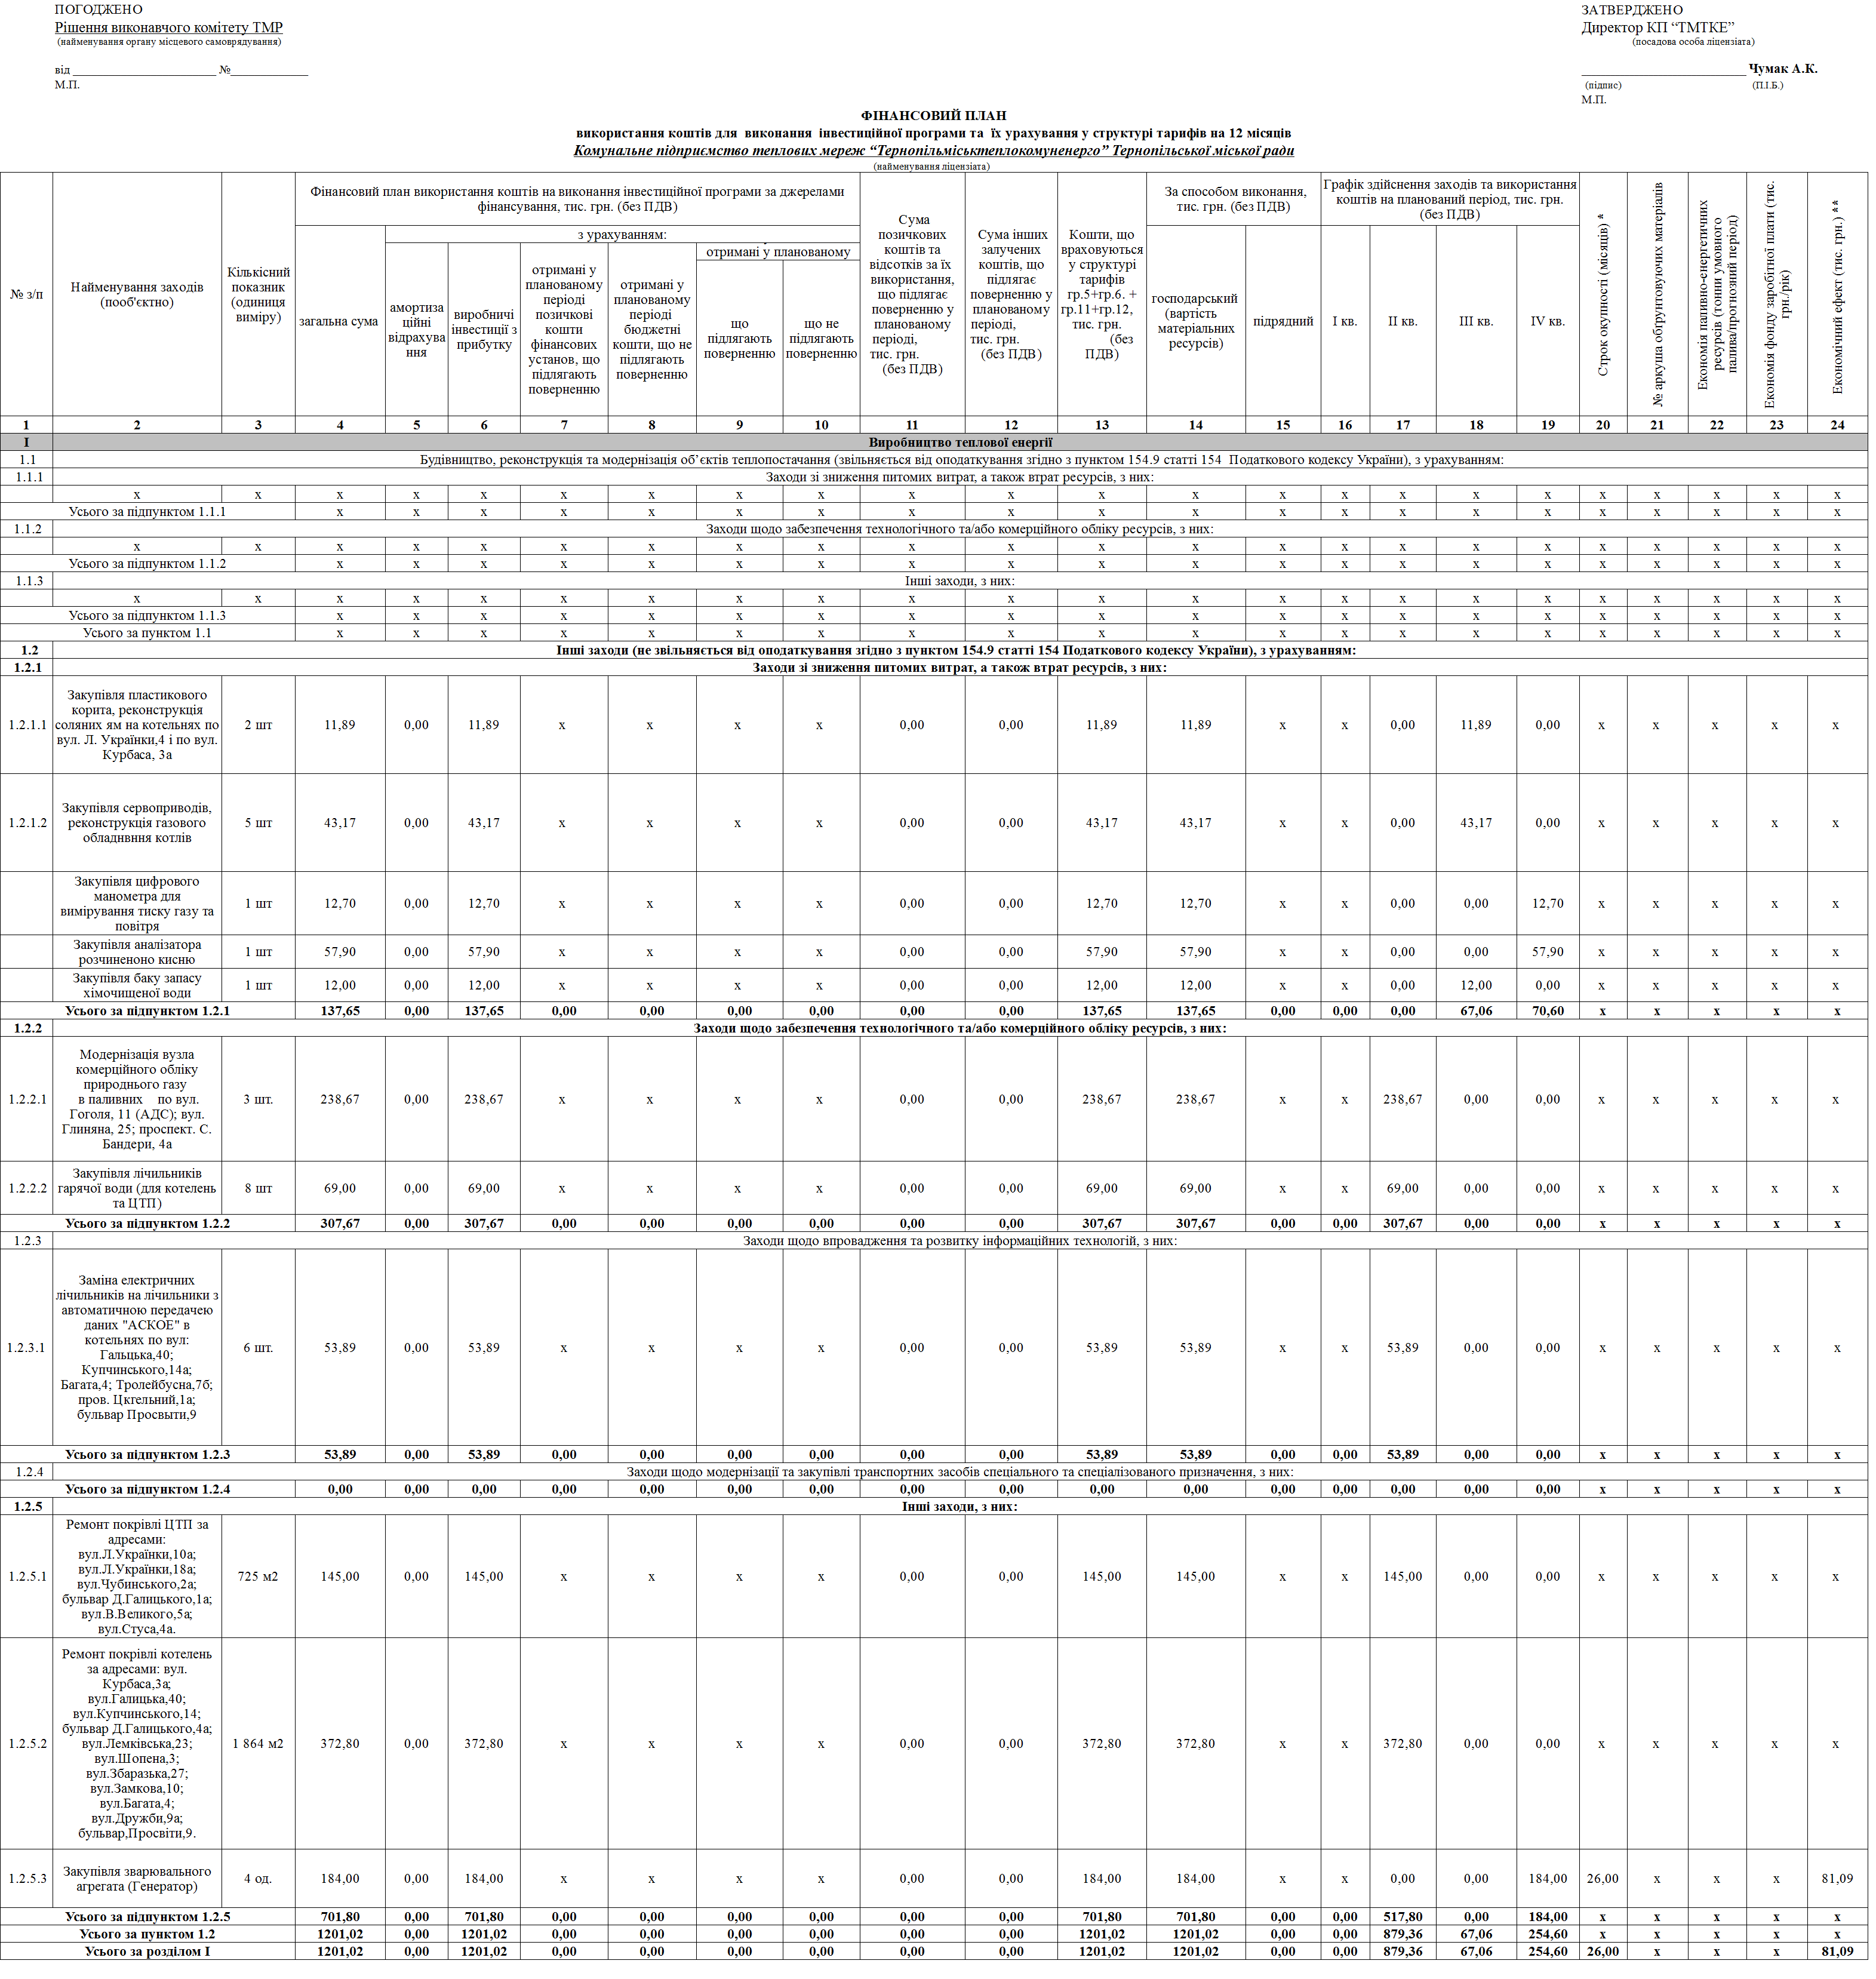 ПОГОДЖЕНО
Рішення виконавчого комітету ТМР
(найменування органу місцевого самоврядування)
від ______________________ №____________
М.П.
ЗАТВЕРДЖЕНО
Директор КП “ТМТКЕ”
(посадова особа ліцензіата)
_________________________ Чумак А.К.
(підпис) (П.І.Б.)
М.П.
ФІНАНСОВИЙ ПЛАН
використання коштів для виконання інвестиційної програми та їх урахування у структурі тарифів на 12 місяців
Комунальне підприємство теплових мереж “Тернопільміськтеплокомуненерго” Тернопільської міської ради
(найменування ліцензіата)
№ з/п
Найменування заходів
(пооб'єктно)
Кількісний
показник
(одиниця
виміру)
Фінансовий план використання коштів на виконання інвестиційної програми за джерелами
фінансування, тис. грн. (без ПДВ)
загальна сума
з урахуванням:
амортиза
ційні
відрахува
ння
виробничі
інвестиції з
прибутку
отримані у
планованому
періоді
позичкові
кошти
фінансових
установ, що
підлягають
поверненню
отримані у
планованому
періоді
бюджетні
кошти, що не
підлягають
поверненню
отримані у планованому
що
підлягають
поверненню
що не
підлягають
поверненню
Сума
позичкових
коштів та
відсотків за їх
використання,
що підлягає
поверненню у
планованому
періоді,
тис. грн.
(без ПДВ)
Сума інших
залучених
коштів, що
підлягає
поверненню у
планованому
періоді,
тис. грн.
(без ПДВ)
Кошти, що
враховуються
у структурі
тарифів
гр.5+гр.6. +
гр.11+гр.12,
тис. грн.
(без
ПДВ)
За способом виконання,
тис. грн. (без ПДВ)
господарський
(вартість
матеріальних
ресурсів)
підрядний
Графік здійснення заходів та використання
коштів на планований період, тис. грн.
(без ПДВ)
І кв.
ІІ кв.
ІІІ кв.
ІV кв.
Строк окупності (місяців) *
№ аркуша обґрунтовуючих матеріалів
Економія паливно-енергетичних
ресурсів (тонни умовного
палива/прогнозний період)
Економія фонду заробітної плати (тис.
грн./рік)
Економічний ефект (тис. грн.) **
1 2 3 4 5 6 7 8 9 10 11 12 13 14 15 16 17 18 19 20 21 22 23 24
І Виробництво теплової енергії
1.1 Будівництво, реконструкція та модернізація об’єктів теплопостачання (звільняється від оподаткування згідно з пунктом 154.9 статті 154 Податкового кодексу України), з урахуванням:
1.1.1 Заходи зі зниження питомих витрат, а також втрат ресурсів, з них:
х х х х х х х х х х х х х х х х х х х х х х х
Усього за підпунктом 1.1.1 х х х х х х х х х х х х х х х х х х х х х
1.1.2 Заходи щодо забезпечення технологічного та/або комерційного обліку ресурсів, з них:
х х х х х х х х х х х х х х х х х х х х х х х
Усього за підпунктом 1.1.2 х х х х х х х х х х х х х х х х х х х х х
1.1.3 Інші заходи, з них:
х х х х х х х х х х х х х х х х х х х х х х х
Усього за підпунктом 1.1.3 х х х х х х х х х х х х х х х х х х х х х
Усього за пунктом 1.1 х х х х х х х х х х х х х х х х х х х х х
1.2 Інші заходи (не звільняється від оподаткування згідно з пунктом 154.9 статті 154 Податкового кодексу України), з урахуванням:
1.2.1 Заходи зі зниження питомих витрат, а також втрат ресурсів, з них:
Закупівля пластикового
корита, реконструкція
соляних ям на котельнях по
вул. Л. Українки,4 і по вул.
Курбаса, 3а
1.2.1.1 2 шт 11,89 0,00 11,89 х х х х 0,00 0,00 11,89 11,89 х х 0,00 11,89 0,00 х х х х х
Закупівля сервоприводів,
реконструкція газового
обладнвння котлів
1.2.1.2 5 шт 43,17 0,00 43,17 х х х х 0,00 0,00 43,17 43,17 х х 0,00 43,17 0,00 х х х х х
Закупівля цифрового
манометра для
вимірування тиску газу та
повітря
1 шт 12,70 0,00 12,70 х х х х 0,00 0,00 12,70 12,70 х х 0,00 0,00 12,70 х х х х х
Закупівля аналізатора
розчиненоно кисню
1 шт 57,90 0,00 57,90 х х х х 0,00 0,00 57,90 57,90 х х 0,00 0,00 57,90 х х х х х
Закупівля баку запасу
хімочищеної води
1 шт 12,00 0,00 12,00 х х х х 0,00 0,00 12,00 12,00 х х 0,00 12,00 0,00 х х х х х
Усього за підпунктом 1.2.1 137,65 0,00 137,65 0,00 0,00 0,00 0,00 0,00 0,00 137,65 137,65 0,00 0,00 0,00 67,06 70,60 х х х х х
1.2.2 Заходи щодо забезпечення технологічного та/або комерційного обліку ресурсів, з них:
Модернізація вузла
комерційного обліку
природнього газу
в паливних по вул.
Гоголя, 11 (АДС); вул.
Глиняна, 25; проспект. С.
Бандери, 4а
1.2.2.1 3 шт. 238,67 0,00 238,67 х х х х 0,00 0,00 238,67 238,67 х х 238,67 0,00 0,00 х х х х х
Закупівля лічильників
гарячої води (для котелень
та ЦТП)
1.2.2.2 8 шт 69,00 0,00 69,00 х х х х 0,00 0,00 69,00 69,00 х х 69,00 0,00 0,00 х х х х х
Усього за підпунктом 1.2.2 307,67 0,00 307,67 0,00 0,00 0,00 0,00 0,00 0,00 307,67 307,67 0,00 0,00 307,67 0,00 0,00 х х х х х
1.2.3 Заходи щодо впровадження та розвитку інформаційних технологій, з них:
Заміна електричних
лічильників на лічильники з
автоматичною передачею
даних "АСКОЕ" в
котельнях по вул:
Гальцька,40;
Купчинського,14а;
Багата,4; Тролейбусна,7б;
пров. Цкгельний,1а;
бульвар Просвыти,9
1.2.3.1 6 шт. 53,89 0,00 53,89 х х х х 0,00 0,00 53,89 53,89 х х 53,89 0,00 0,00 х х х х х
Усього за підпунктом 1.2.3 53,89 0,00 53,89 0,00 0,00 0,00 0,00 0,00 0,00 53,89 53,89 0,00 0,00 53,89 0,00 0,00 х х х х х
1.2.4 Заходи щодо модернізації та закупівлі транспортних засобів спеціального та спеціалізованого призначення, з них:
Усього за підпунктом 1.2.4 0,00 0,00 0,00 0,00 0,00 0,00 0,00 0,00 0,00 0,00 0,00 0,00 0,00 0,00 0,00 0,00 х х х х х
1.2.5 Інші заходи, з них:
Ремонт покрівлі ЦТП за
адресами:
вул.Л.Українки,10а;
вул.Л.Українки,18а;
вул.Чубинського,2а;
бульвар Д.Галицького,1а;
вул.В.Великого,5а;
вул.Стуса,4а.
1.2.5.1 725 м2 145,00 0,00 145,00 х х х х 0,00 0,00 145,00 145,00 х х 145,00 0,00 0,00 х х х х х
Ремонт покрівлі котелень
за адресами: вул.
Курбаса,3а;
вул.Галицька,40;
вул.Купчинського,14;
бульвар Д.Галицького,4а;
вул.Лемківська,23;
вул.Шопена,3;
вул.Збаразька,27;
вул.Замкова,10;
вул.Багата,4;
вул.Дружби,9а;
бульвар,Просвіти,9.
1.2.5.2 1 864 м2 372,80 0,00 372,80 х х х х 0,00 0,00 372,80 372,80 х х 372,80 0,00 0,00 х х х х х
Закупівля зварювального
агрегата (Генератор)
1.2.5.3 4 од. 184,00 0,00 184,00 х х х х 0,00 0,00 184,00 184,00 х х 0,00 0,00 184,00 26,00 х х х 81,09
Усього за підпунктом 1.2.5 701,80 0,00 701,80 0,00 0,00 0,00 0,00 0,00 0,00 701,80 701,80 0,00 0,00 517,80 0,00 184,00 х х х х х
Усього за пунктом 1.2 1201,02 0,00 1201,02 0,00 0,00 0,00 0,00 0,00 0,00 1201,02 1201,02 0,00 0,00 879,36 67,06 254,60 х х х х х
Усього за розділом І 1201,02 0,00 1201,02 0,00 0,00 0,00 0,00 0,00 0,00 1201,02 1201,02 0,00 0,00 879,36 67,06 254,60 26,00 х х х 81,09